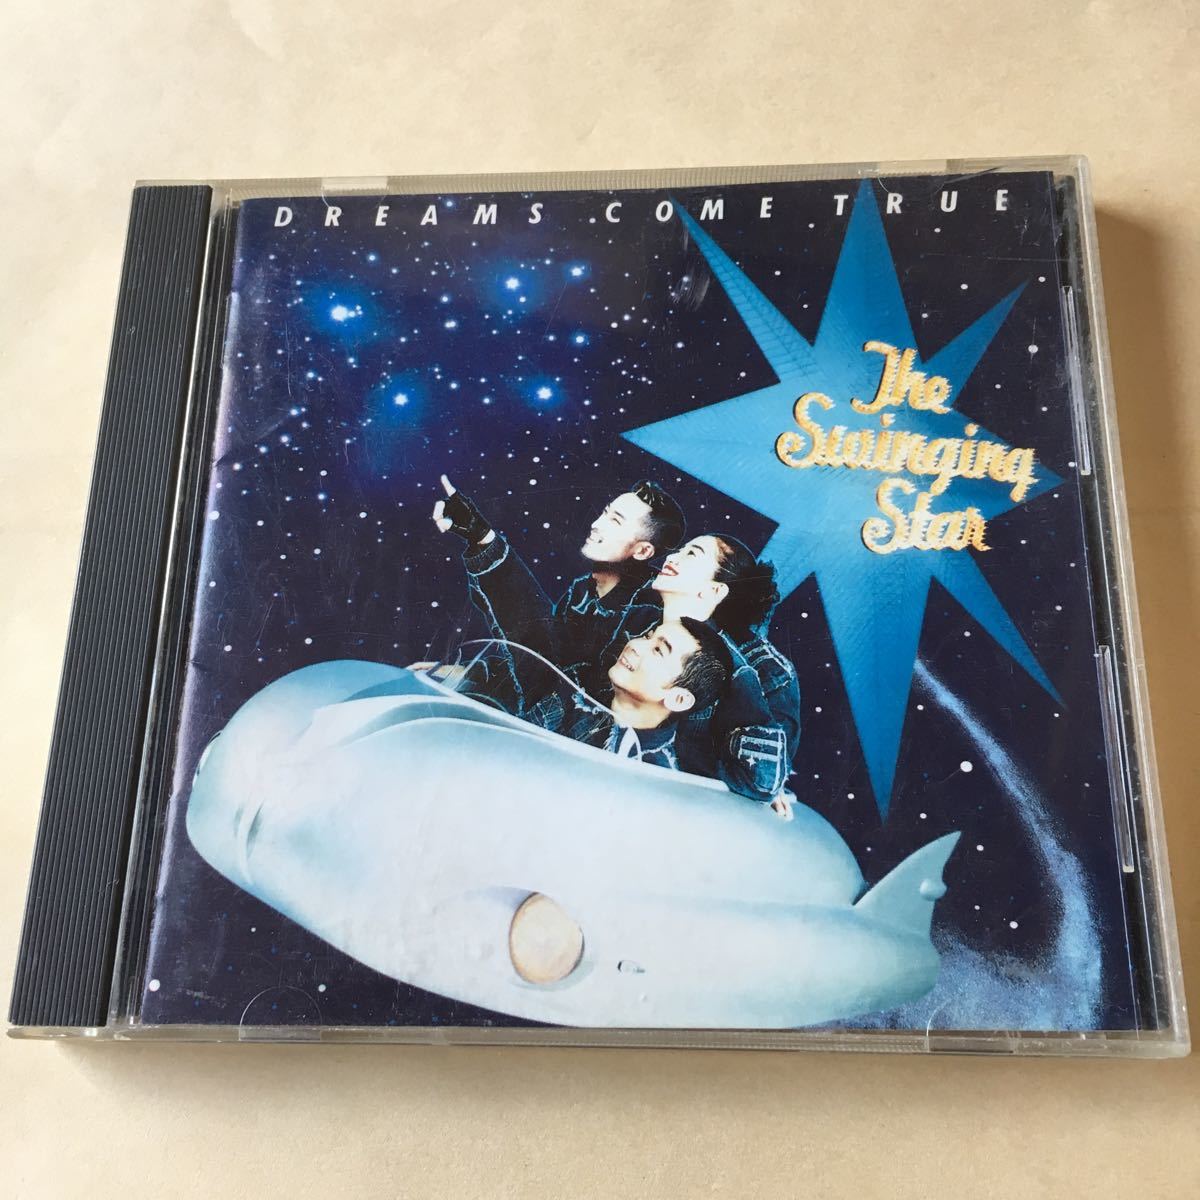 DREAMS COME TRUE
The
Swinging
Star